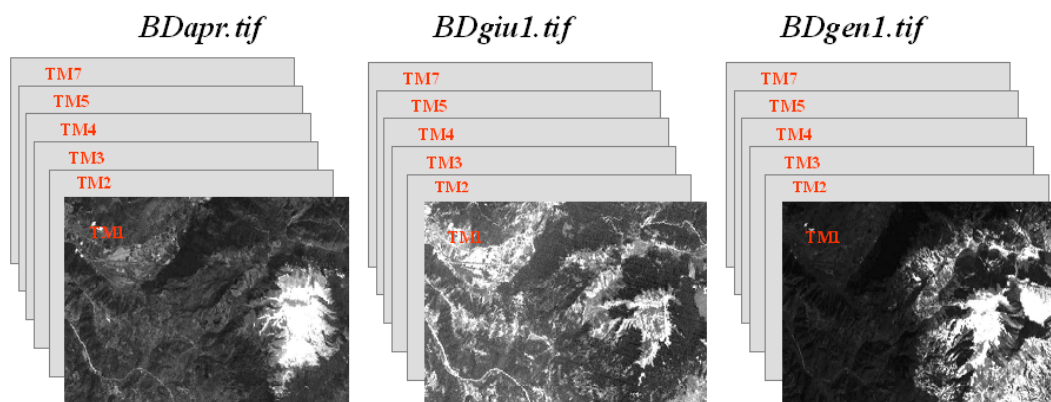 BDapr.tif
TM7
TM5
TM4
TM3
TM2
TM1
BDgiu1.tif
TM7
TM5
TM4
TM3
TM2
TM1
BDgen1.tif
TM7
TM5
TM4
TM3
TM2
TM1